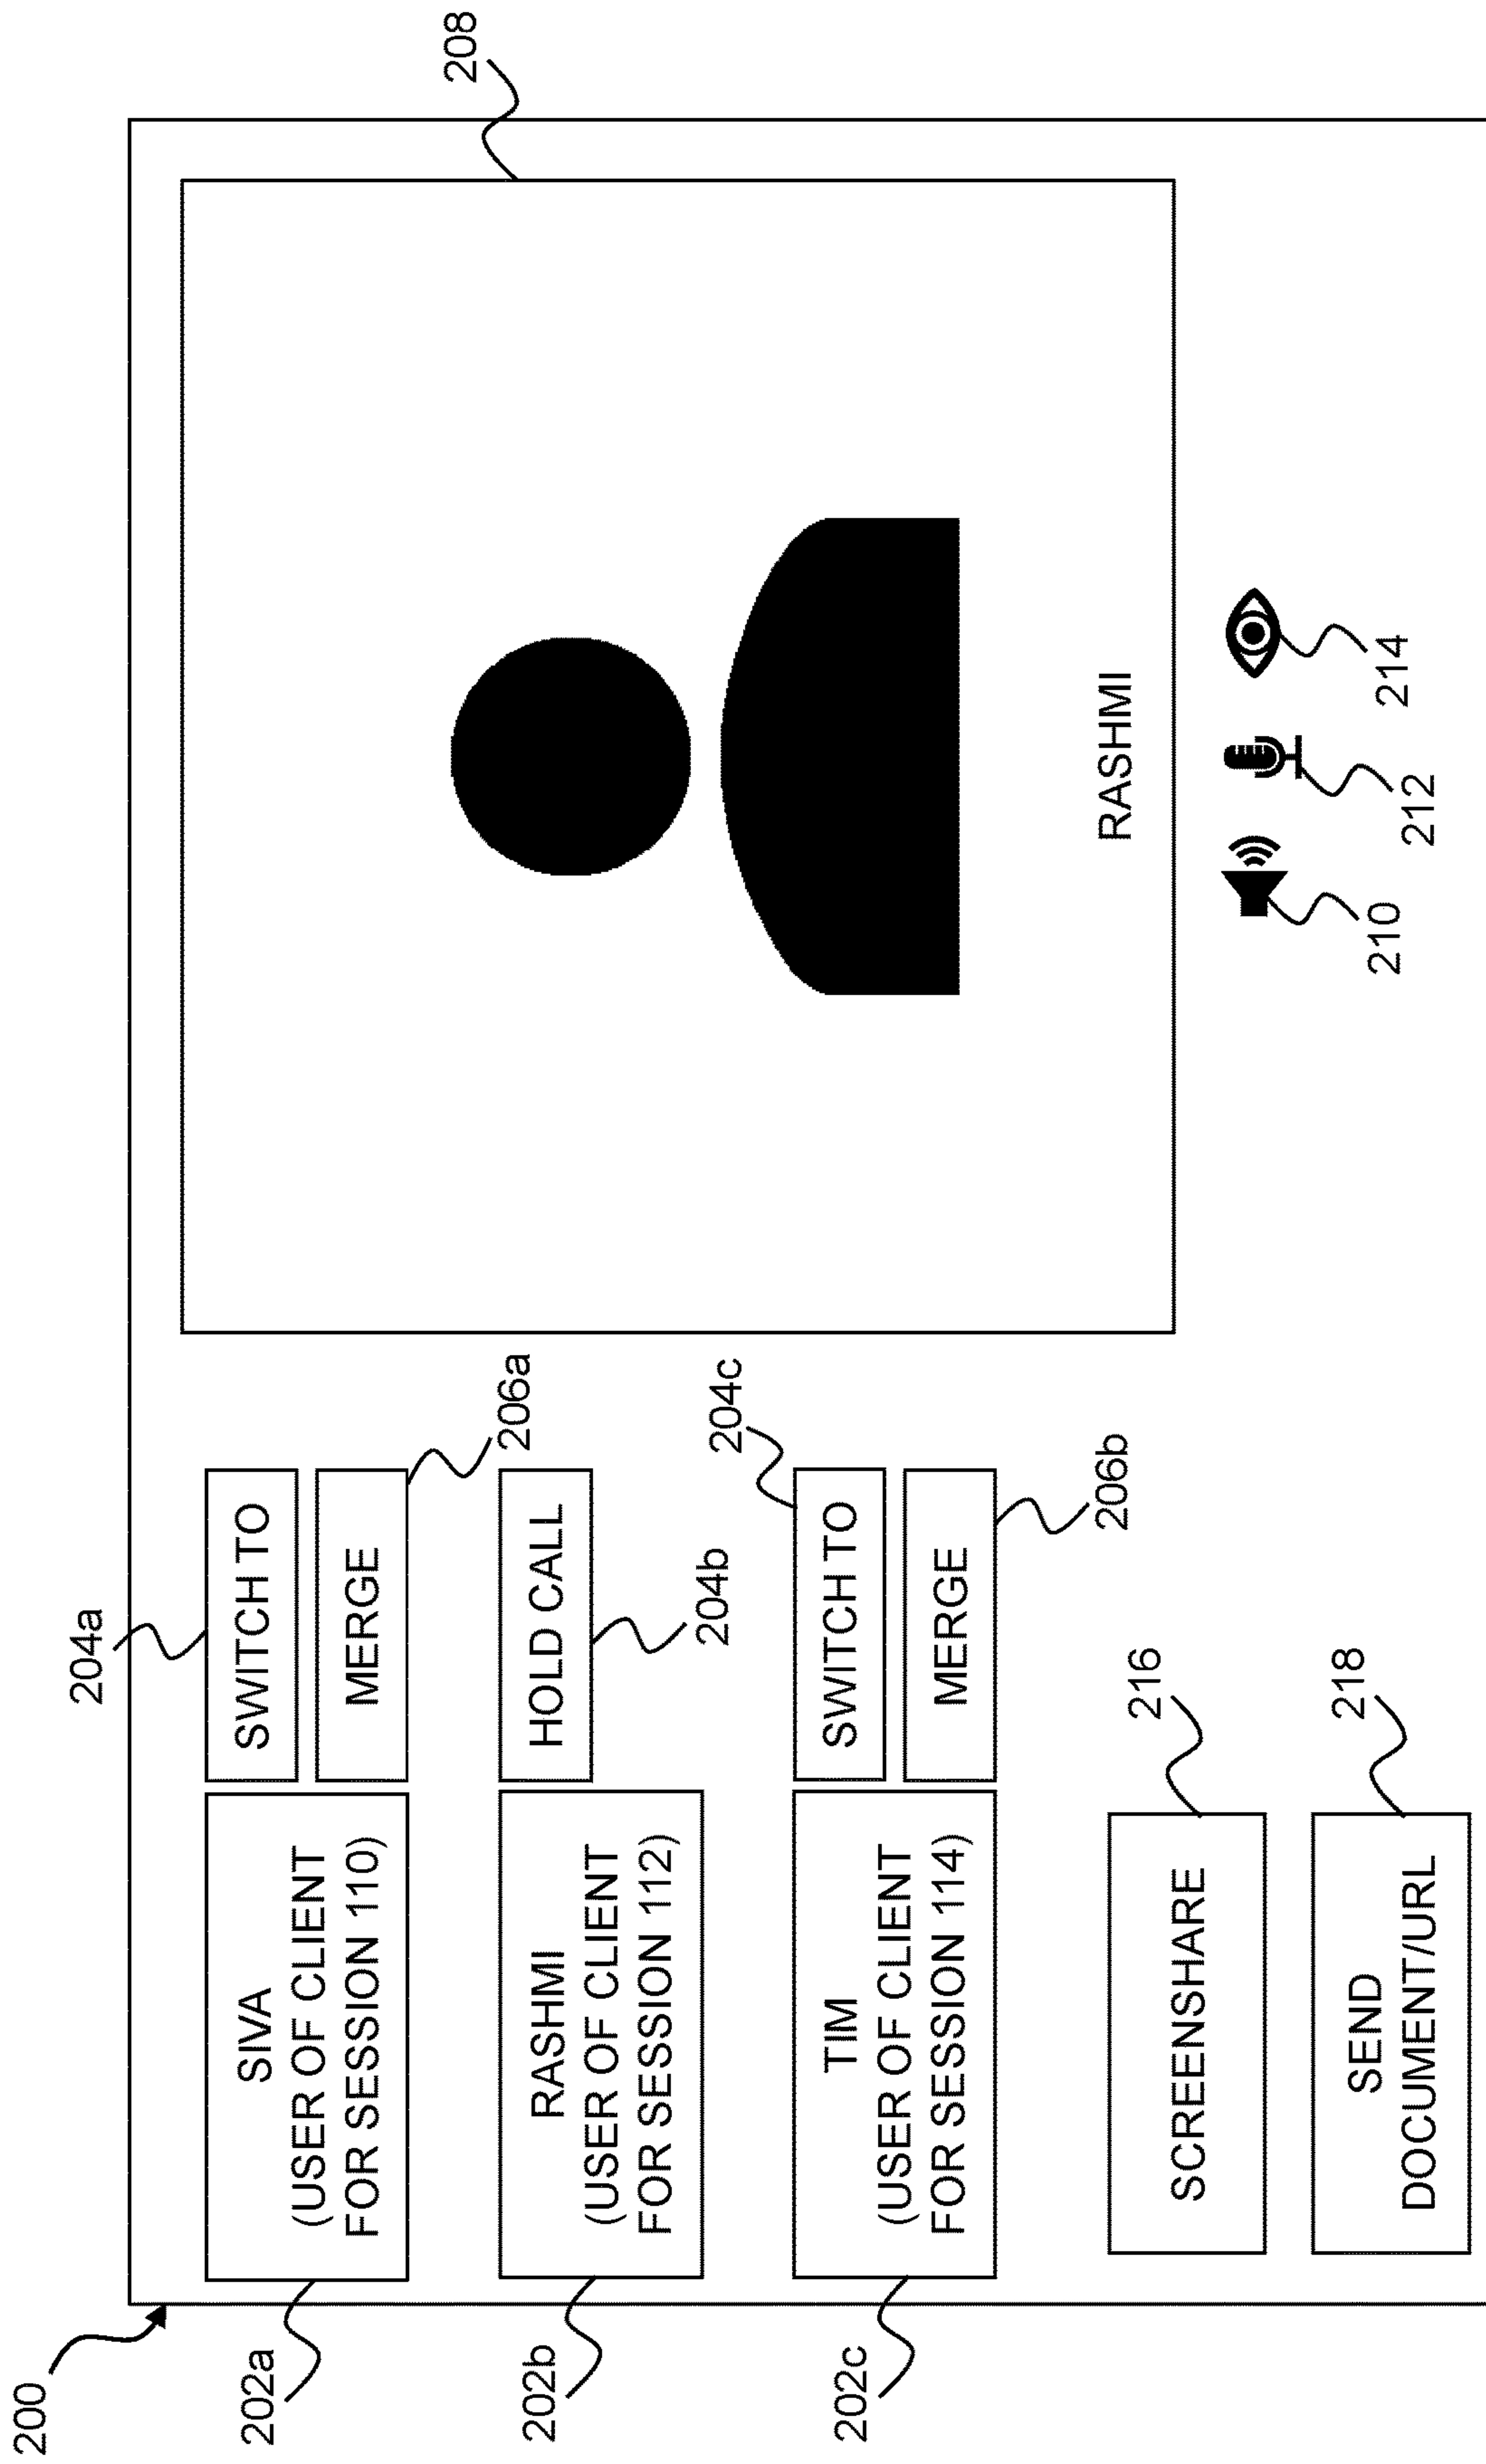 200
208
204a
202a
SIVA
(USER OF CLIENT
FOR SESSION 110)
SWITCH TO
MERGE
206a
202b
RASHMI
(USER OF CLIENT
FOR SESSION 112)
HOLD CALL
204b
204c
202c
TIM
(USER OF CLIENT
FOR SESSION 114)
SWITCH TO
MERGE
206b
RASHMI
210
212
214
SCREENSHARE
216
SEND
DOCUMENT/URL
218